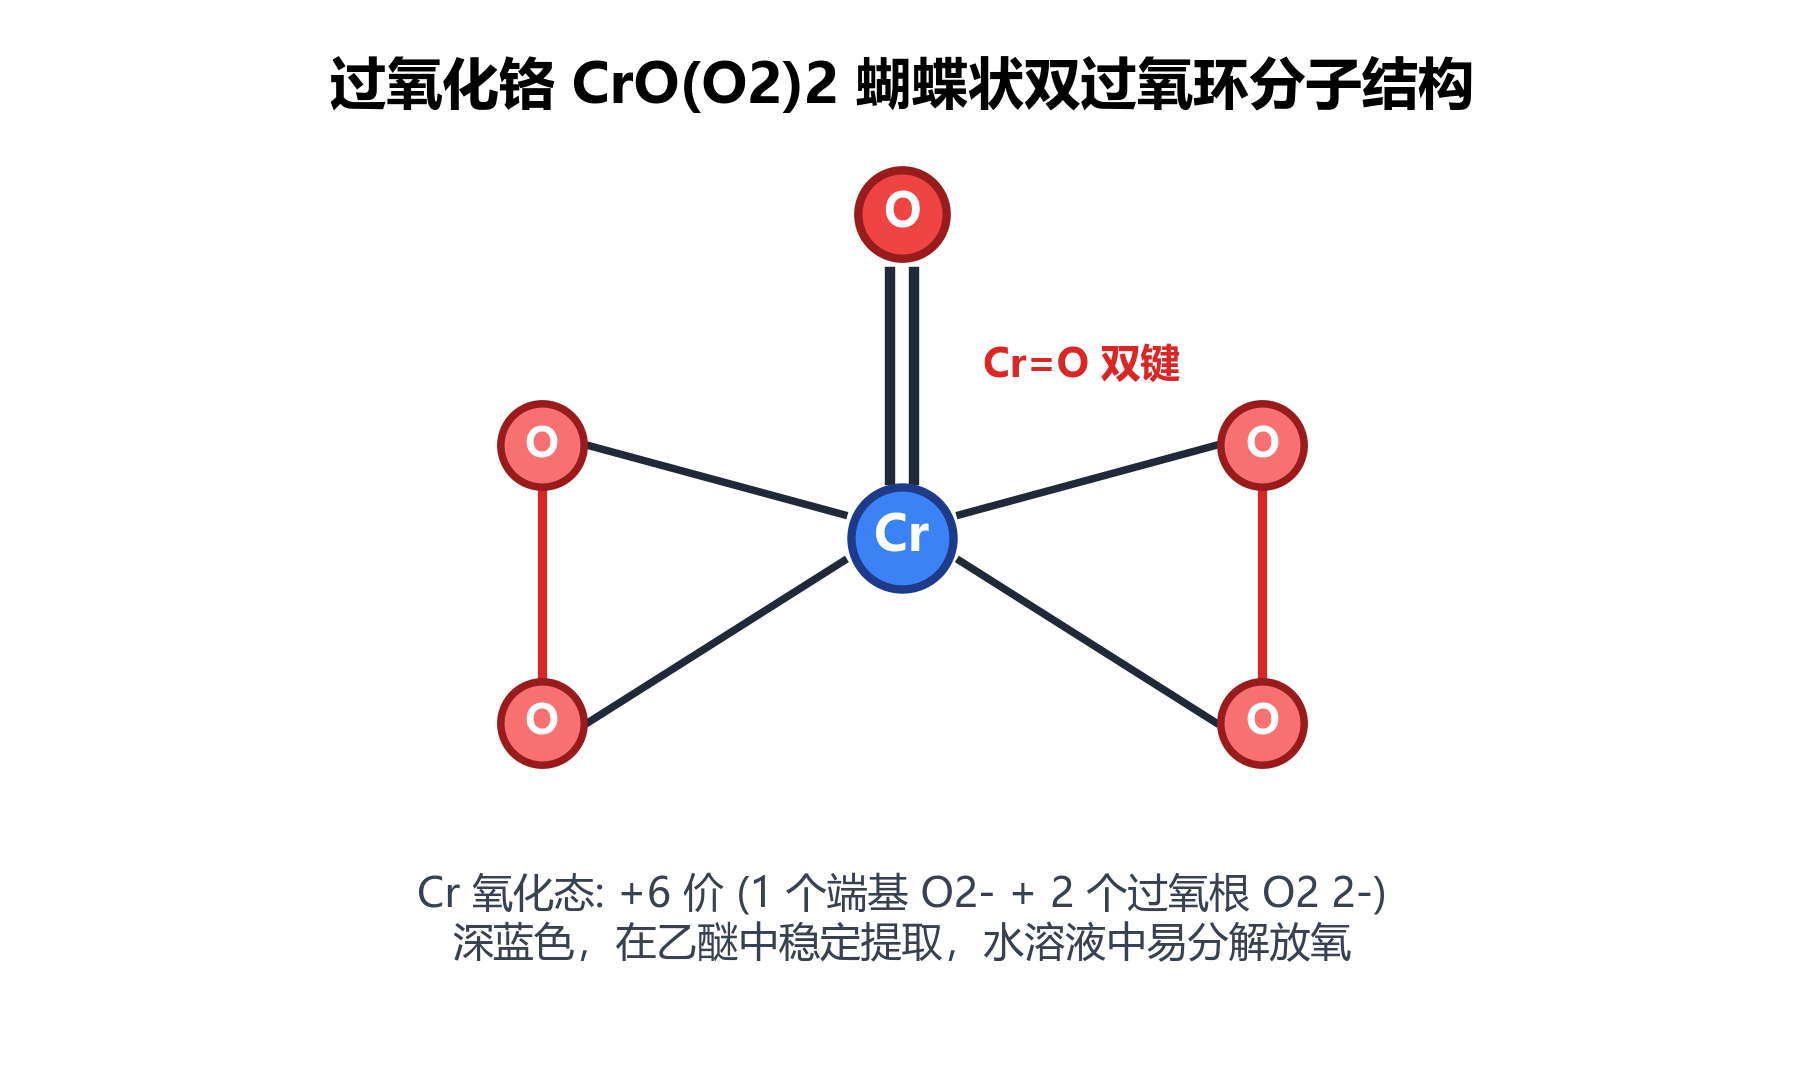 过氧化铬 CrO(O2)2 蝴蝶状双过氧环分子结构
O
Cr=O 双键
O
O
Cr
O
O
Cr 氧化态: +6 价 (1 个端基 O2- + 2 个过氧根 O2 2-)
深蓝色，在乙醚中稳定提取，水溶液中易分解放氧